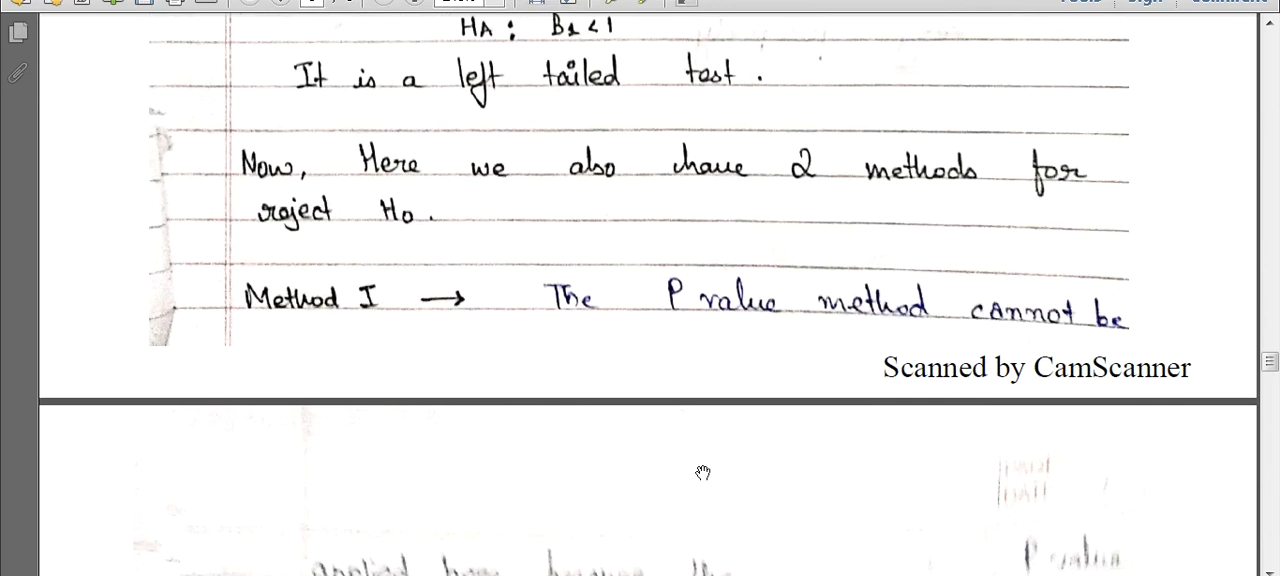 HA : B1 < 1
It is a left tailed test .
Now, Here we also have 2 methods for
reject Ho .
Method I → The P value method cannot be
Scanned by CamScanner
P value
applied here because the